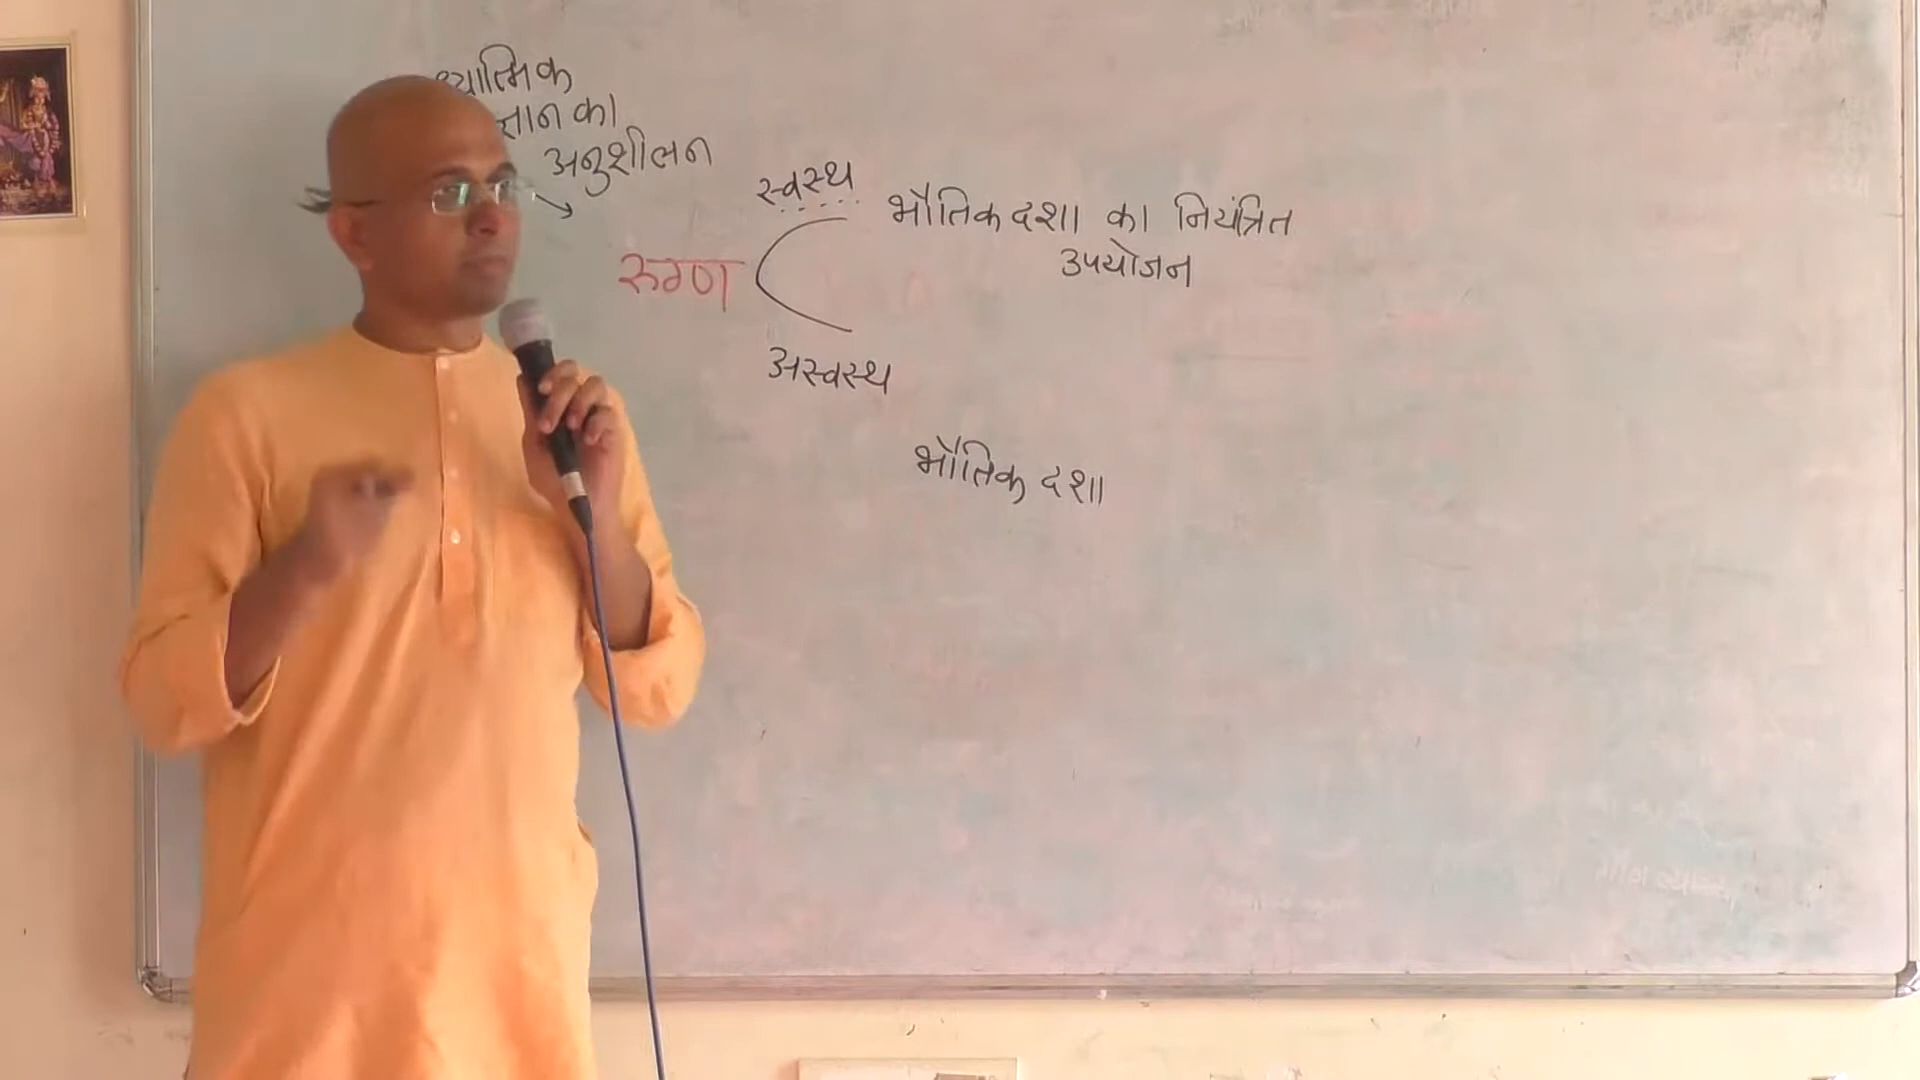 ध्यात्मिक
ज्ञान का
अनुशीलन
स्वस्थ
भौतिक दशा का नियंत्रित
उपयोजन
रुग्ण
अस्वस्थ
भौतिक दशा